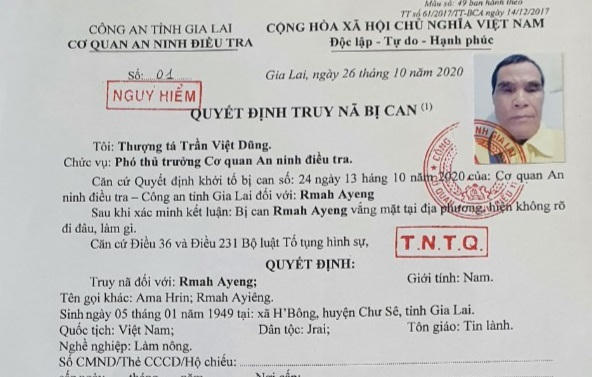 Mẫu số: 49 ban hành theo
TT số 61/2017/TT-BCA ngày 14/12/2017
CÔNG AN TỈNH GIA LAI
CƠ QUAN AN NINH ĐIỀU TRA
CỘNG HÒA XÃ HỘI CHỦ NGHĨA VIỆT NAM
Độc lập - Tự do - Hạnh phúc
Số: 01
Gia Lai, ngày 26 tháng 10 năm 2020
NGUY HIỂM
QUYẾT ĐỊNH TRUY NÃ BỊ CAN (1)
Tôi: Thượng tá Trần Việt Dũng.
Chức vụ: Phó thủ trưởng Cơ quan An ninh điều tra.
Căn cứ Quyết định khởi tố bị can số: 24 ngày 13 tháng 10 năm 2020 của: Cơ quan An
ninh điều tra – Công an tỉnh Gia Lai đối với: Rmah Ayeng
Sau khi xác minh kết luận: Bị can Rmah Ayeng vắng mặt tại địa phương, hiện không rõ
đi đâu, làm gì.
Căn cứ Điều 36 và Điều 231 Bộ luật Tố tụng hình sự,
T.N.T.Q.
QUYẾT ĐỊNH:
Truy nã đối với: Rmah Ayeng; Giới tính: Nam.
Tên gọi khác: Ama Hrin; Rmah Ayiêng.
Sinh ngày 05 tháng 01 năm 1949 tại: xã H'Bông, huyện Chư Sê, tỉnh Gia Lai.
Quốc tịch: Việt Nam; Dân tộc: Jrai; Tôn giáo: Tin lành.
Nghề nghiệp: Làm nông.
Số CMND/Thẻ CCCD/Hộ chiếu: